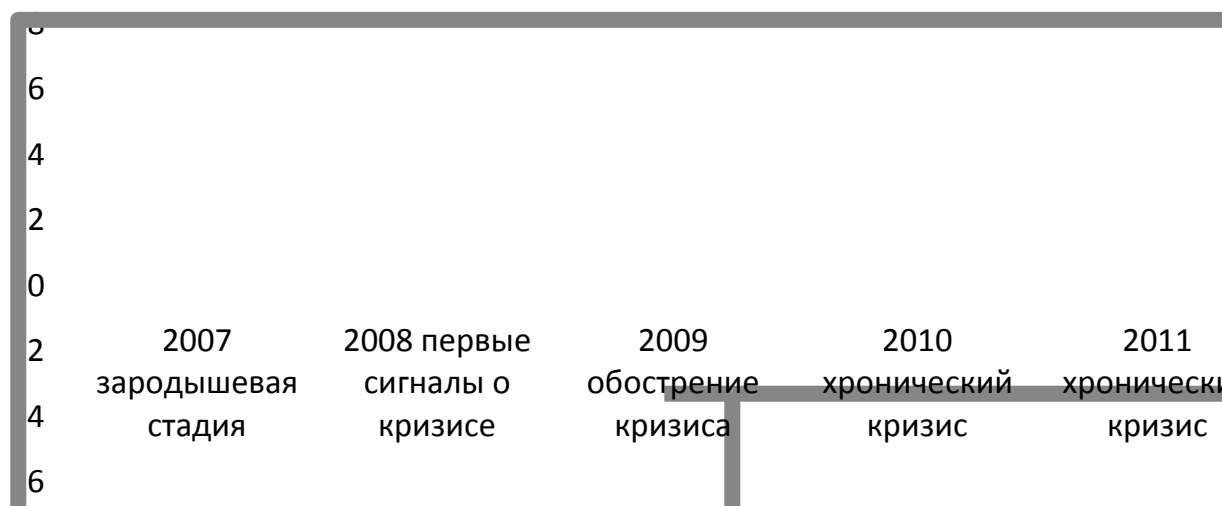 8
6
4
2
0
2
4
6
2007
зародышевая
стадия
2008 первые
сигналы о
кризисе
2009
обострение
кризиса
2010
хронический
кризис
2011
кризис